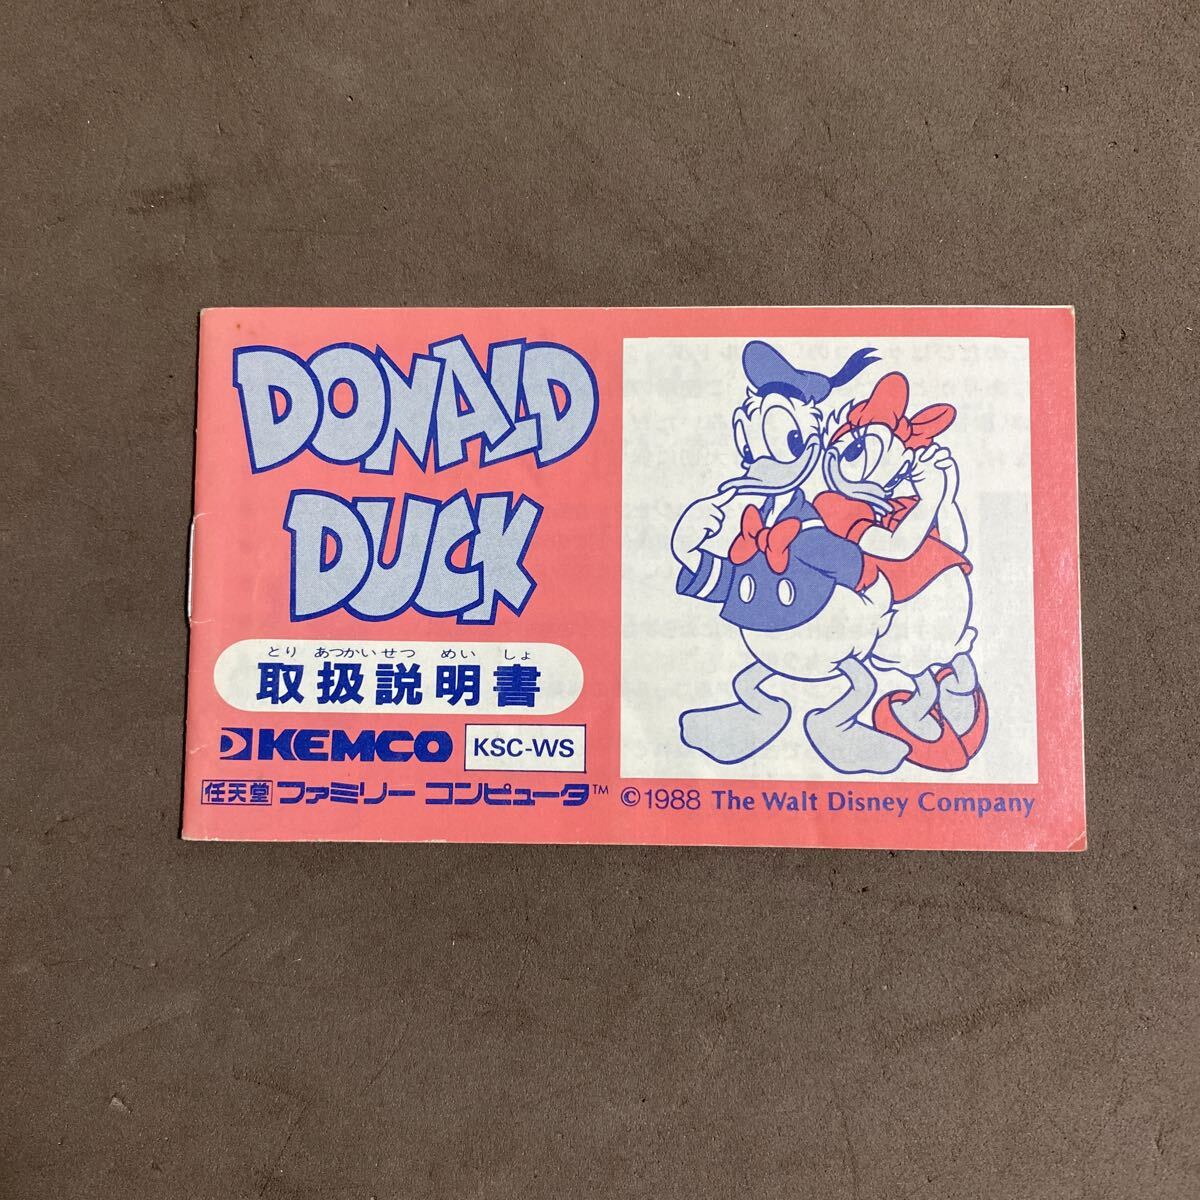 DONALD
DUCK
とり あつかい せつ めい しょ
取扱説明書
KEMCO KSC-WS
任天堂 ファミリー コンピュータ™
©1988 The Walt Disney Company